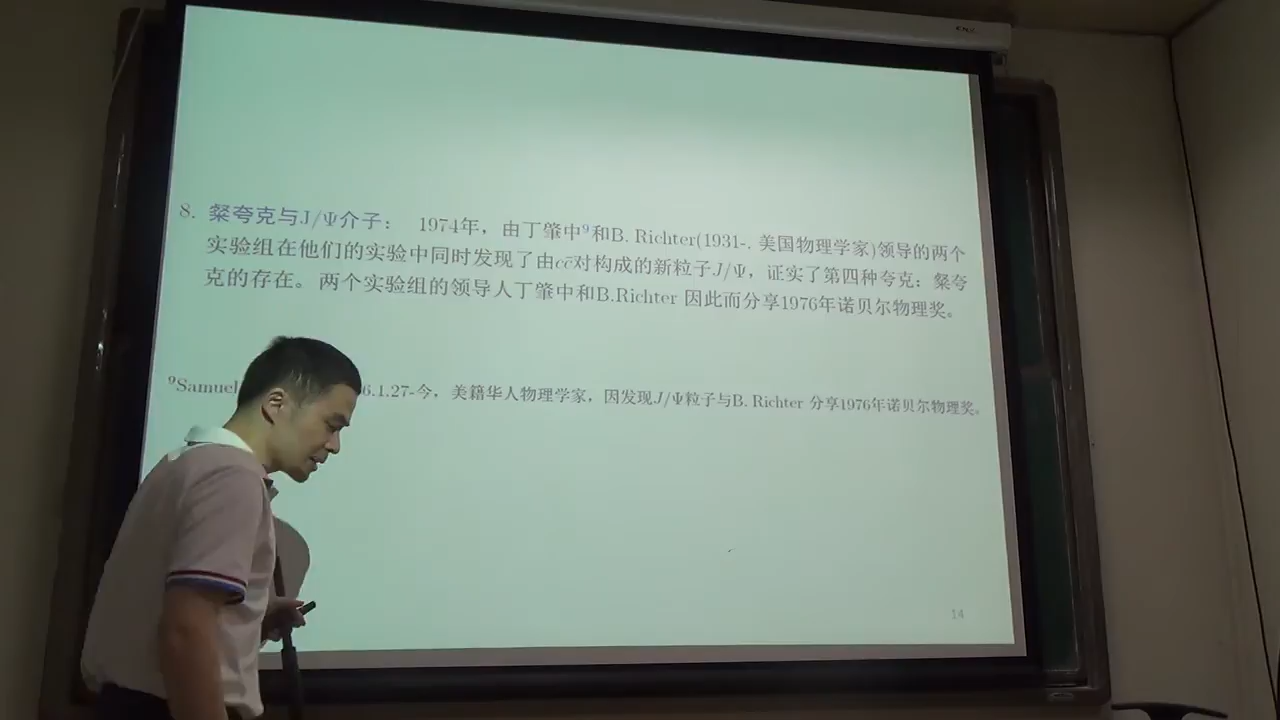 8. 粲夸克与J/Ψ介子： 1974年，由丁肇中⁹和B. Richter(1931-. 美国物理学家)领导的两个
实验组在他们的实验中同时发现了由cc̄对构成的新粒子J/Ψ，证实了第四种夸克：粲夸
克的存在。两个实验组的领导人丁肇中和B.Richter 因此而分享1976年诺贝尔物理奖。
⁹Samuel 6.1.27-今，美籍华人物理学家，因发现J/Ψ粒子与B. Richter 分享1976年诺贝尔物理奖。
14